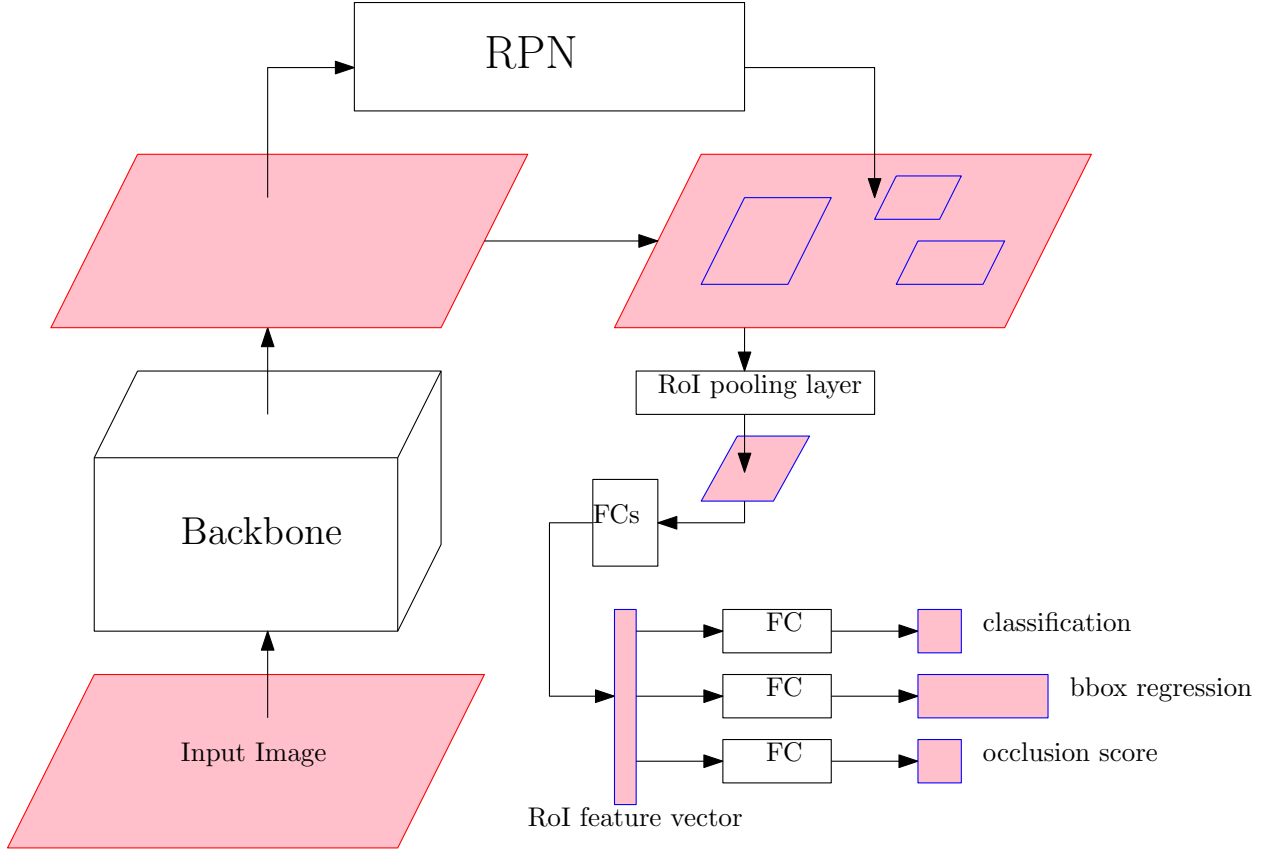 RPN
RoI pooling layer
FCs
Backbone
FC
classification
FC
bbox regression
FC
occlusion score
Input Image
RoI feature vector